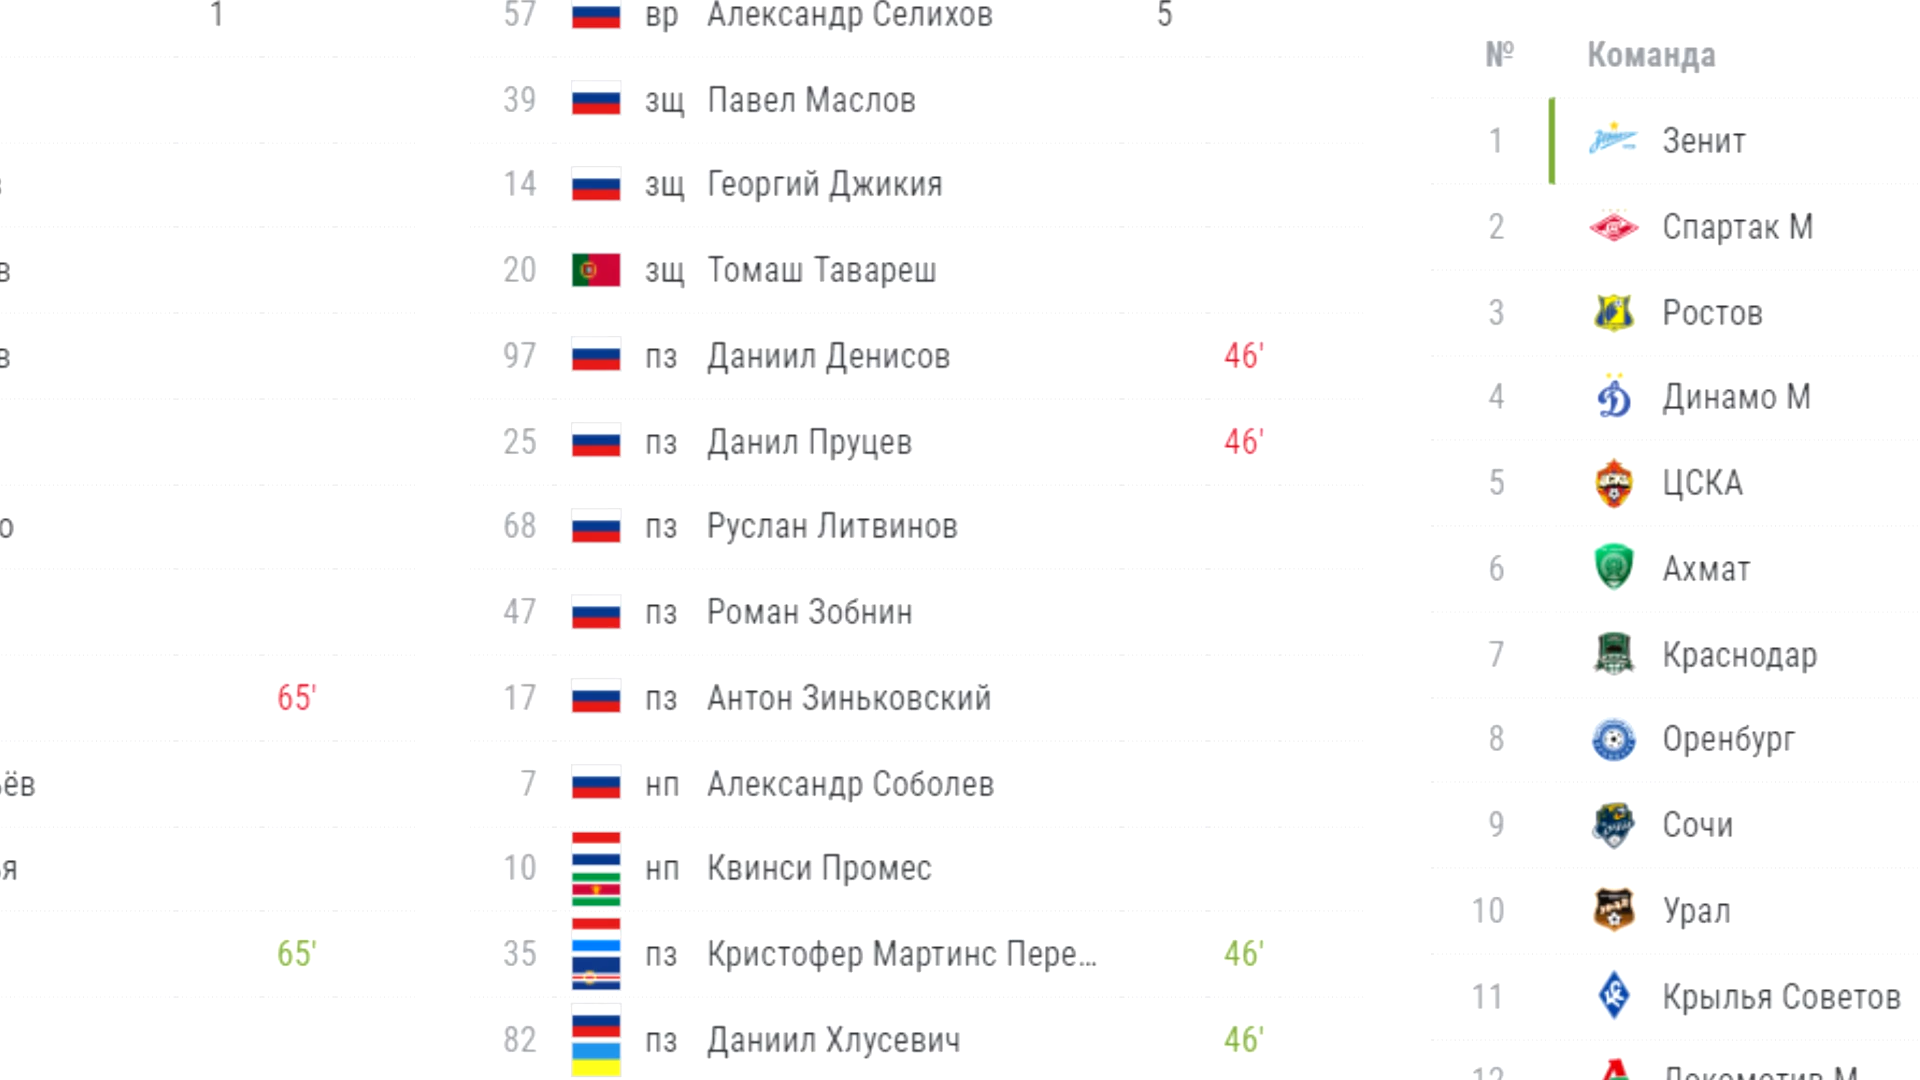 1
65'
ьёв
65'
57 вр Александр Селихов 5
39 зщ Павел Маслов
14 зщ Георгий Джикия
20 зщ Томаш Тавареш
97 пз Даниил Денисов 46'
25 пз Данил Пруцев 46'
68 пз Руслан Литвинов
47 пз Роман Зобнин
17 пз Антон Зиньковский
7 нп Александр Соболев
10 нп Квинси Промес
35 пз Кристофер Мартинс Пере... 46'
82 пз Даниил Хлусевич 46'
№ Команда
1 Зенит
2 Спартак М
3 Ростов
4 Динамо М
5 ЦСКА
6 Ахмат
7 Краснодар
8 Оренбург
9 Сочи
10 Урал
11 Крылья Советов
12 Локомотив М